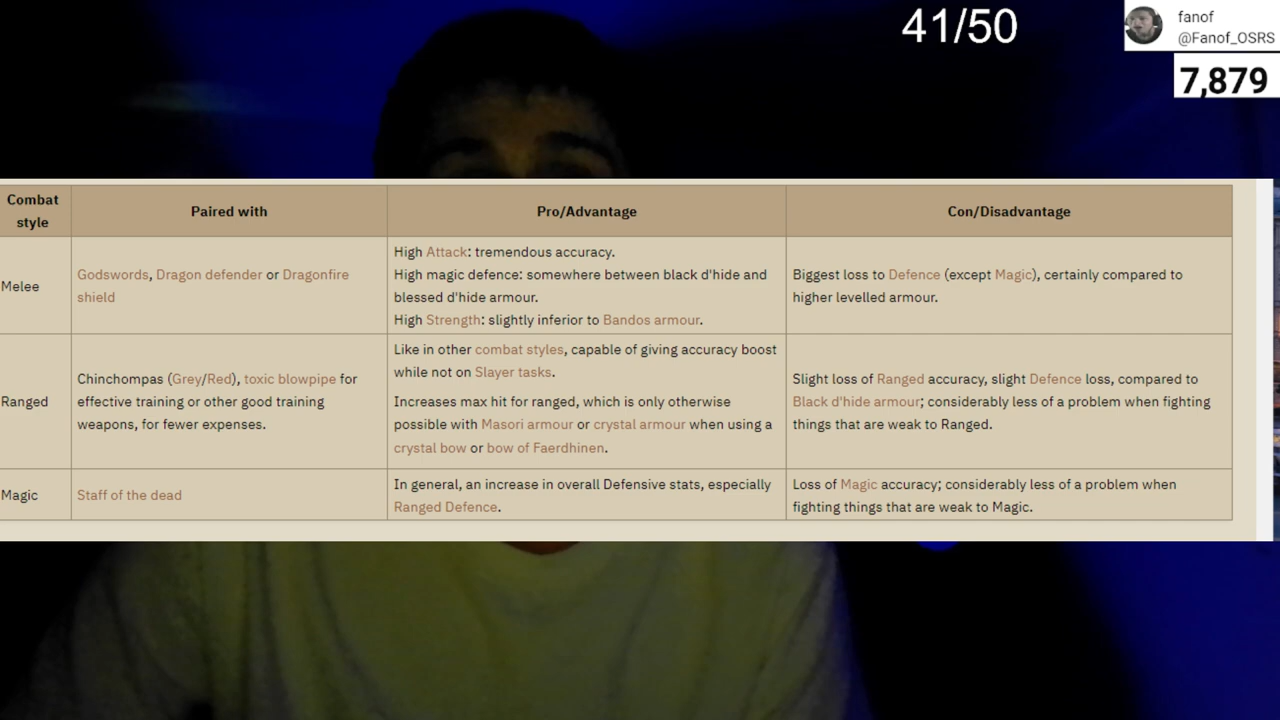 41/50
fanof
@Fanof_OSRS
7,879
Combat style
Paired with
Pro/Advantage
Con/Disadvantage
Melee
Godswords, Dragon defender or Dragonfire
shield
High Attack: tremendous accuracy.
High magic defence: somewhere between black d'hide and
blessed d'hide armour.
High Strength: slightly inferior to Bandos armour.
Biggest loss to Defence (except Magic), certainly compared to
higher levelled armour.
Ranged
Chinchompas (Grey/Red), toxic blowpipe for
effective training or other good training
weapons, for fewer expenses.
Like in other combat styles, capable of giving accuracy boost
while not on Slayer tasks.
Increases max hit for ranged, which is only otherwise
possible with Masori armour or crystal armour when using a
crystal bow or bow of Faerdhinen.
Slight loss of Ranged accuracy, slight Defence loss, compared to
Black d'hide armour; considerably less of a problem when fighting
things that are weak to Ranged.
Magic
Staff of the dead
In general, an increase in overall Defensive stats, especially
Ranged Defence.
Loss of Magic accuracy; considerably less of a problem when
fighting things that are weak to Magic.